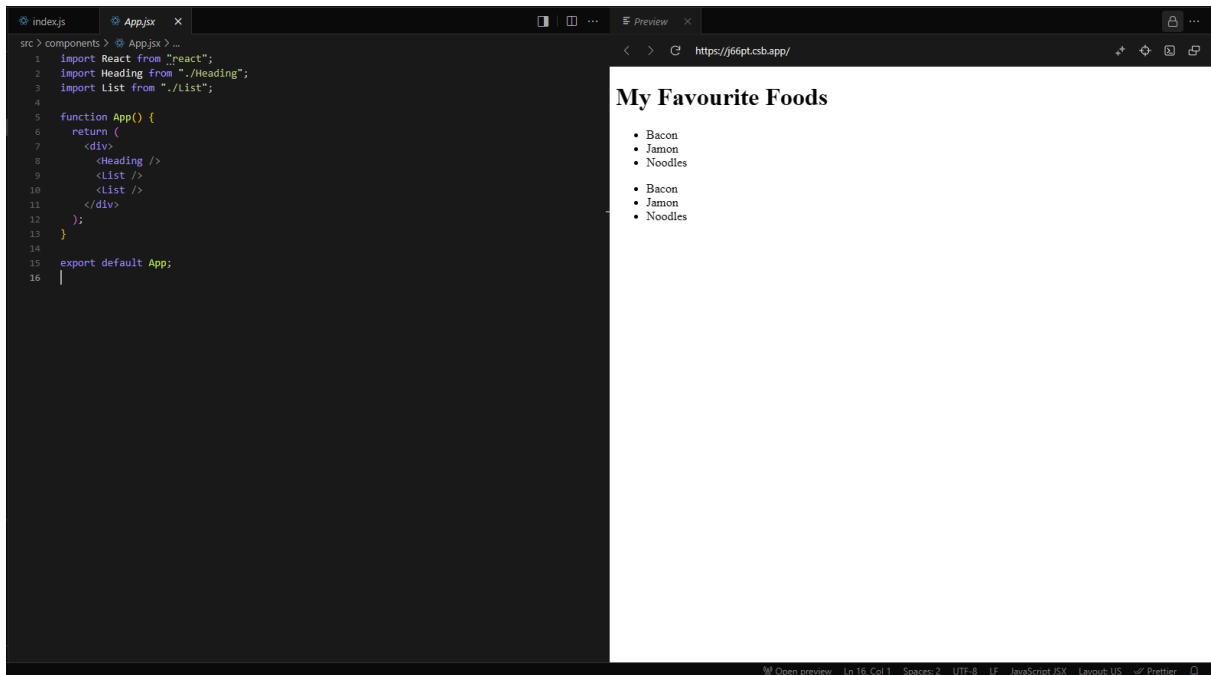 index.js App.jsx
src > components > App.jsx > ...
1 import React from "react";
2 import Heading from "./Heading";
3 import List from "./List";
4
5 function App() {
6 return (
7 <div>
8 <Heading />
9 <List />
10 <List />
11 </div>
12 );
13 }
14
15 export default App;
16
Preview
https://j66pt.csb.app/
My Favourite Foods
• Bacon
• Jamon
• Noodles
• Bacon
• Jamon
• Noodles
Open preview Ln 16, Col 1 Spaces: 2 UTF-8 LF JavaScript JSX Layout: US Prettier